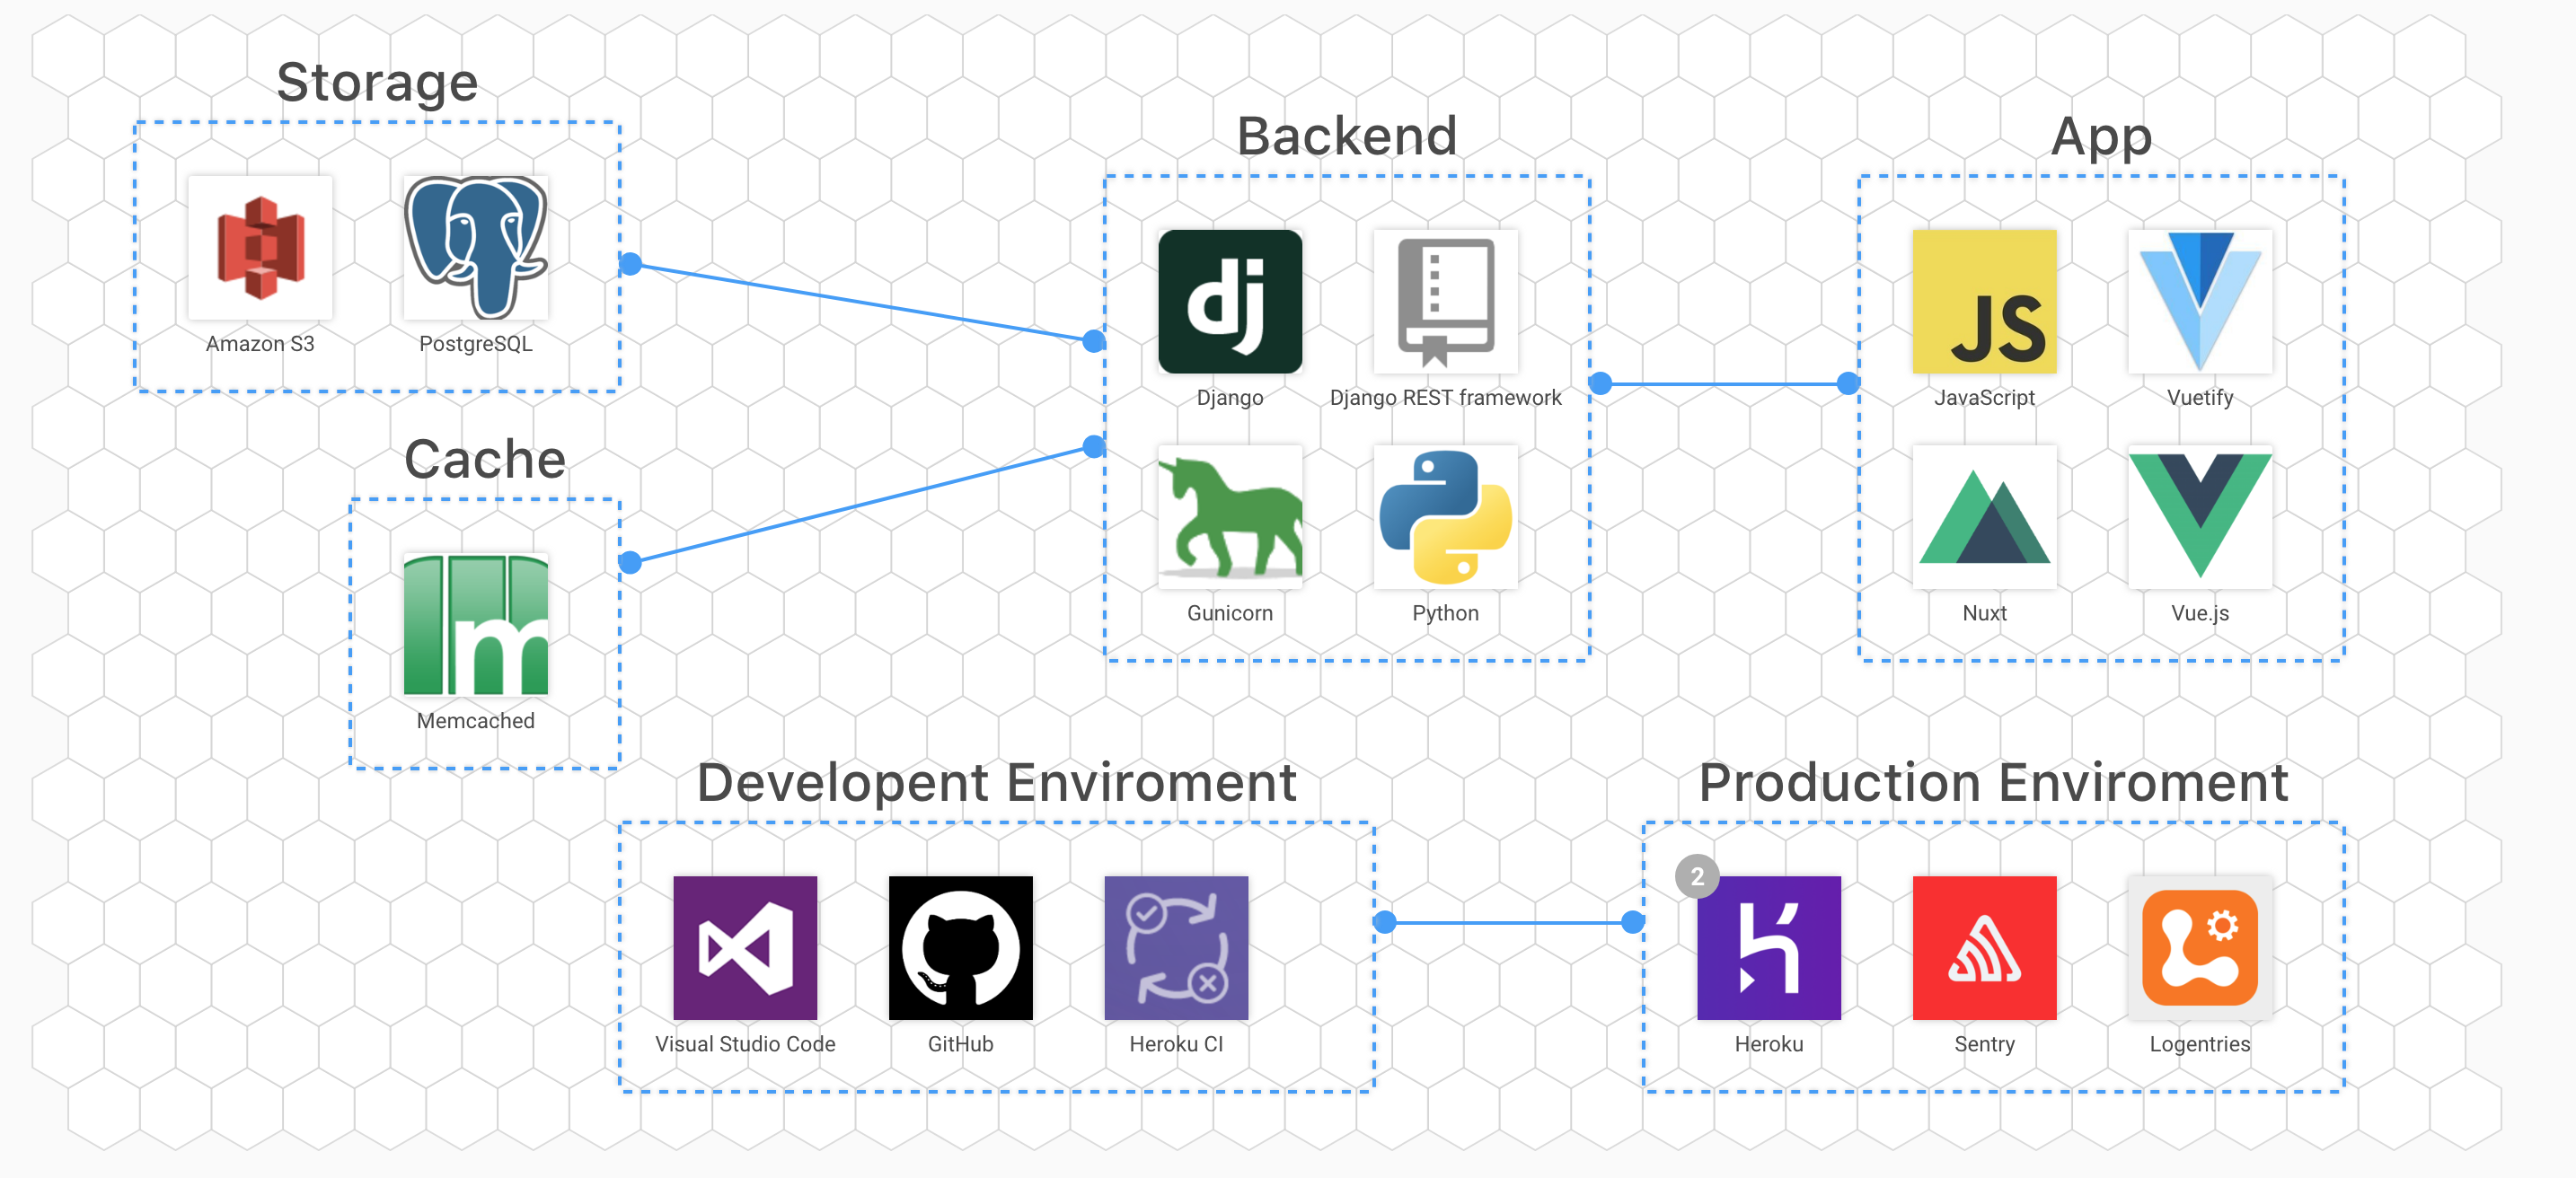 Storage
Amazon S3
PostgreSQL
Cache
Memcached
Backend
dj
Django
Django REST framework
Gunicorn
Python
App
JS
JavaScript
Vuetify
Nuxt
Vue.js
Developent Enviroment
Visual Studio Code
GitHub
Heroku CI
Production Enviroment
2
Heroku
Sentry
Logentries
m